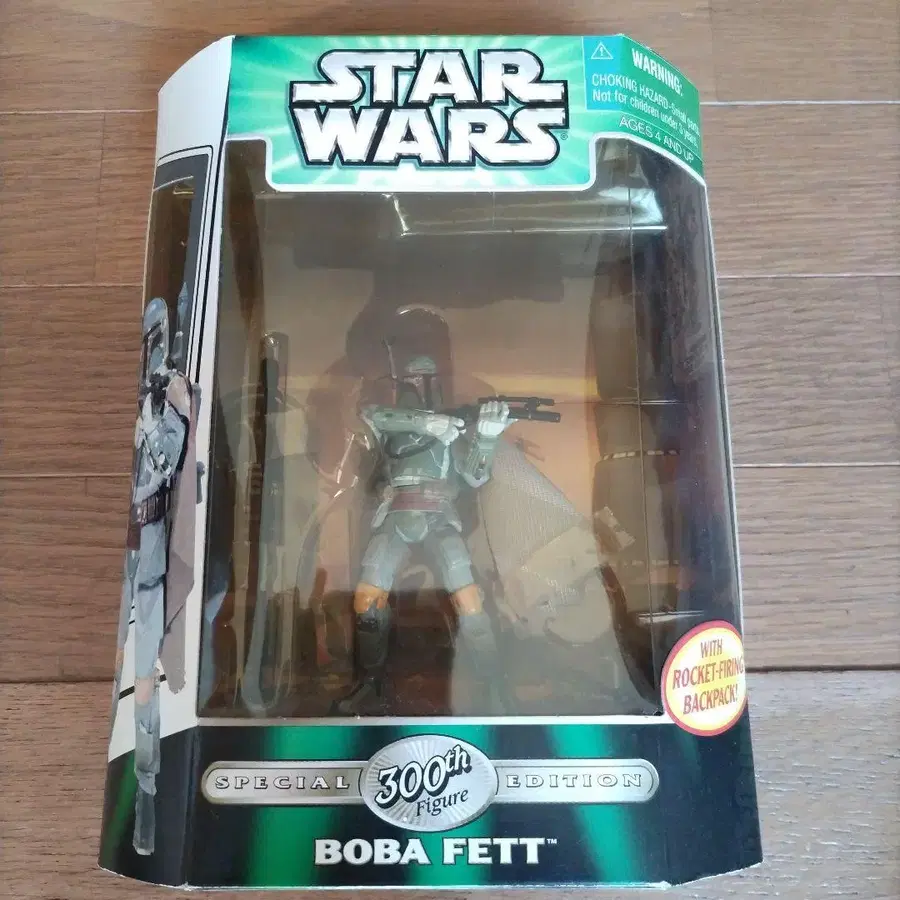 STAR
WARS®
WARNING:
CHOKING HAZARD-Small parts
Not for children under 3 years.
AGES 4 AND UP
WITH
ROCKET-FIRING
BACKPACK!
SPECIAL 300th EDITION
Figure
BOBA FETT™